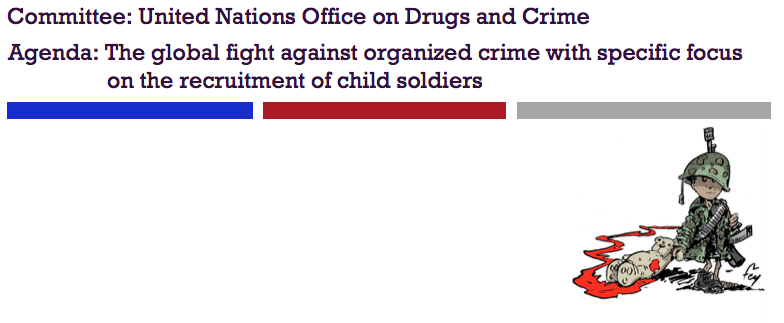 Committee: United Nations Office on Drugs and Crime
Agenda: The global fight against organized crime with specific focus
on the recruitment of child soldiers